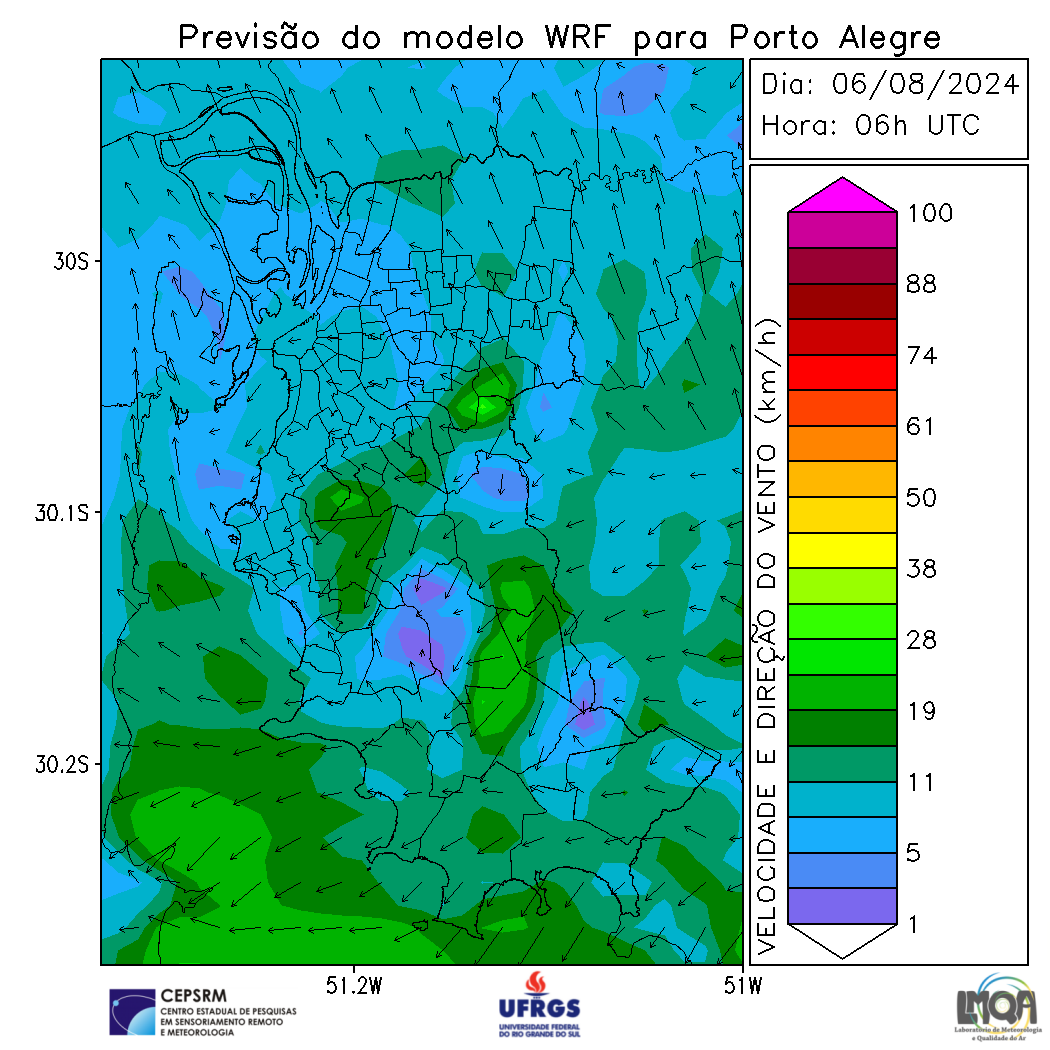 Previsão do modelo WRF para Porto Alegre
Dia: 06/08/2024
Hora: 06h UTC
30S
30.1S
30.2S
51.2W
51W
VELOCIDADE E DIREÇÃO DO VENTO (km/h)
100
88
74
61
50
38
28
19
11
5
1
CEPSRM
CENTRO ESTADUAL DE PESQUISAS
EM SENSORIAMENTO REMOTO
E METEOROLOGIA
UFRGS
UNIVERSIDADE FEDERAL
DO RIO GRANDE DO SUL
LMQA
Laboratório de Meteorologia
e Qualidade do Ar